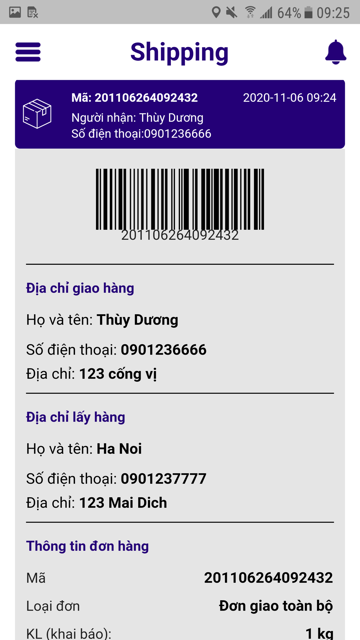 64% 09:25
Shipping
Mã: 201106264092432 2020-11-06 09:24
Người nhận: Thùy Dương
Số điện thoại:0901236666
201106264092432
Địa chỉ giao hàng
Họ và tên: Thùy Dương
Số điện thoại: 0901236666
Địa chỉ: 123 cống vị
Địa chỉ lấy hàng
Họ và tên: Ha Noi
Số điện thoại: 0901237777
Địa chỉ: 123 Mai Dich
Thông tin đơn hàng
Mã 201106264092432
Loại đơn Đơn giao toàn bộ
KL (khai báo): 1 kg